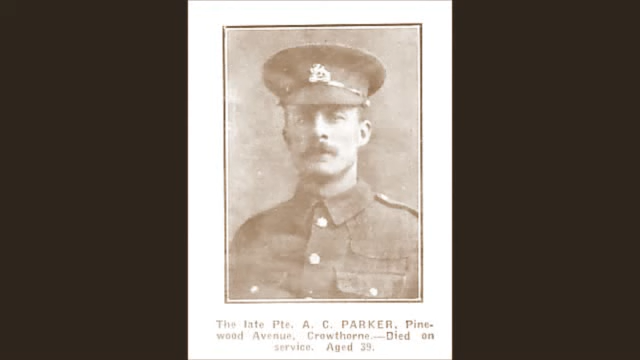 The late Pte. A. C. PARKER, Pine-
wood Avenue, Crowthorne.—Died on
service. Aged 39.